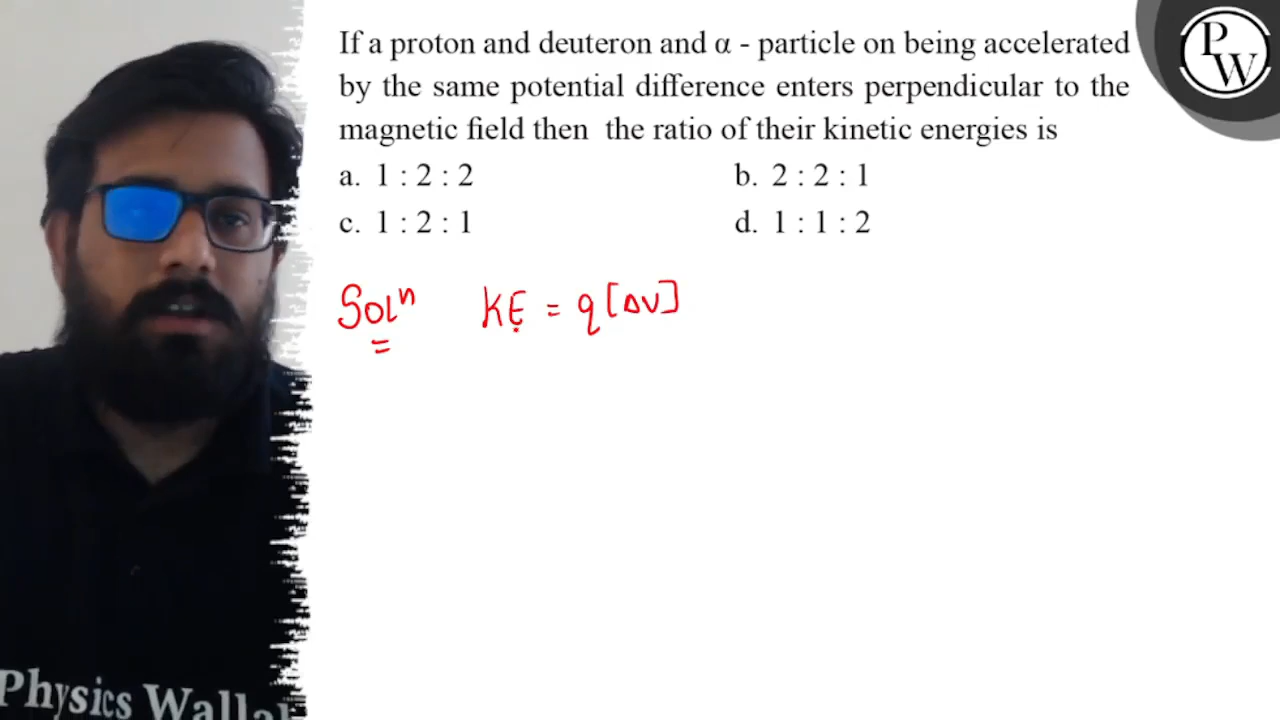 If a proton and deuteron and α - particle on being accelerated
by the same potential difference enters perpendicular to the
magnetic field then the ratio of their kinetic energies is
a. 1 : 2 : 2 b. 2 : 2 : 1
c. 1 : 2 : 1 d. 1 : 1 : 2
Solⁿ KE = q[ΔV]
PW
Physics Wallah